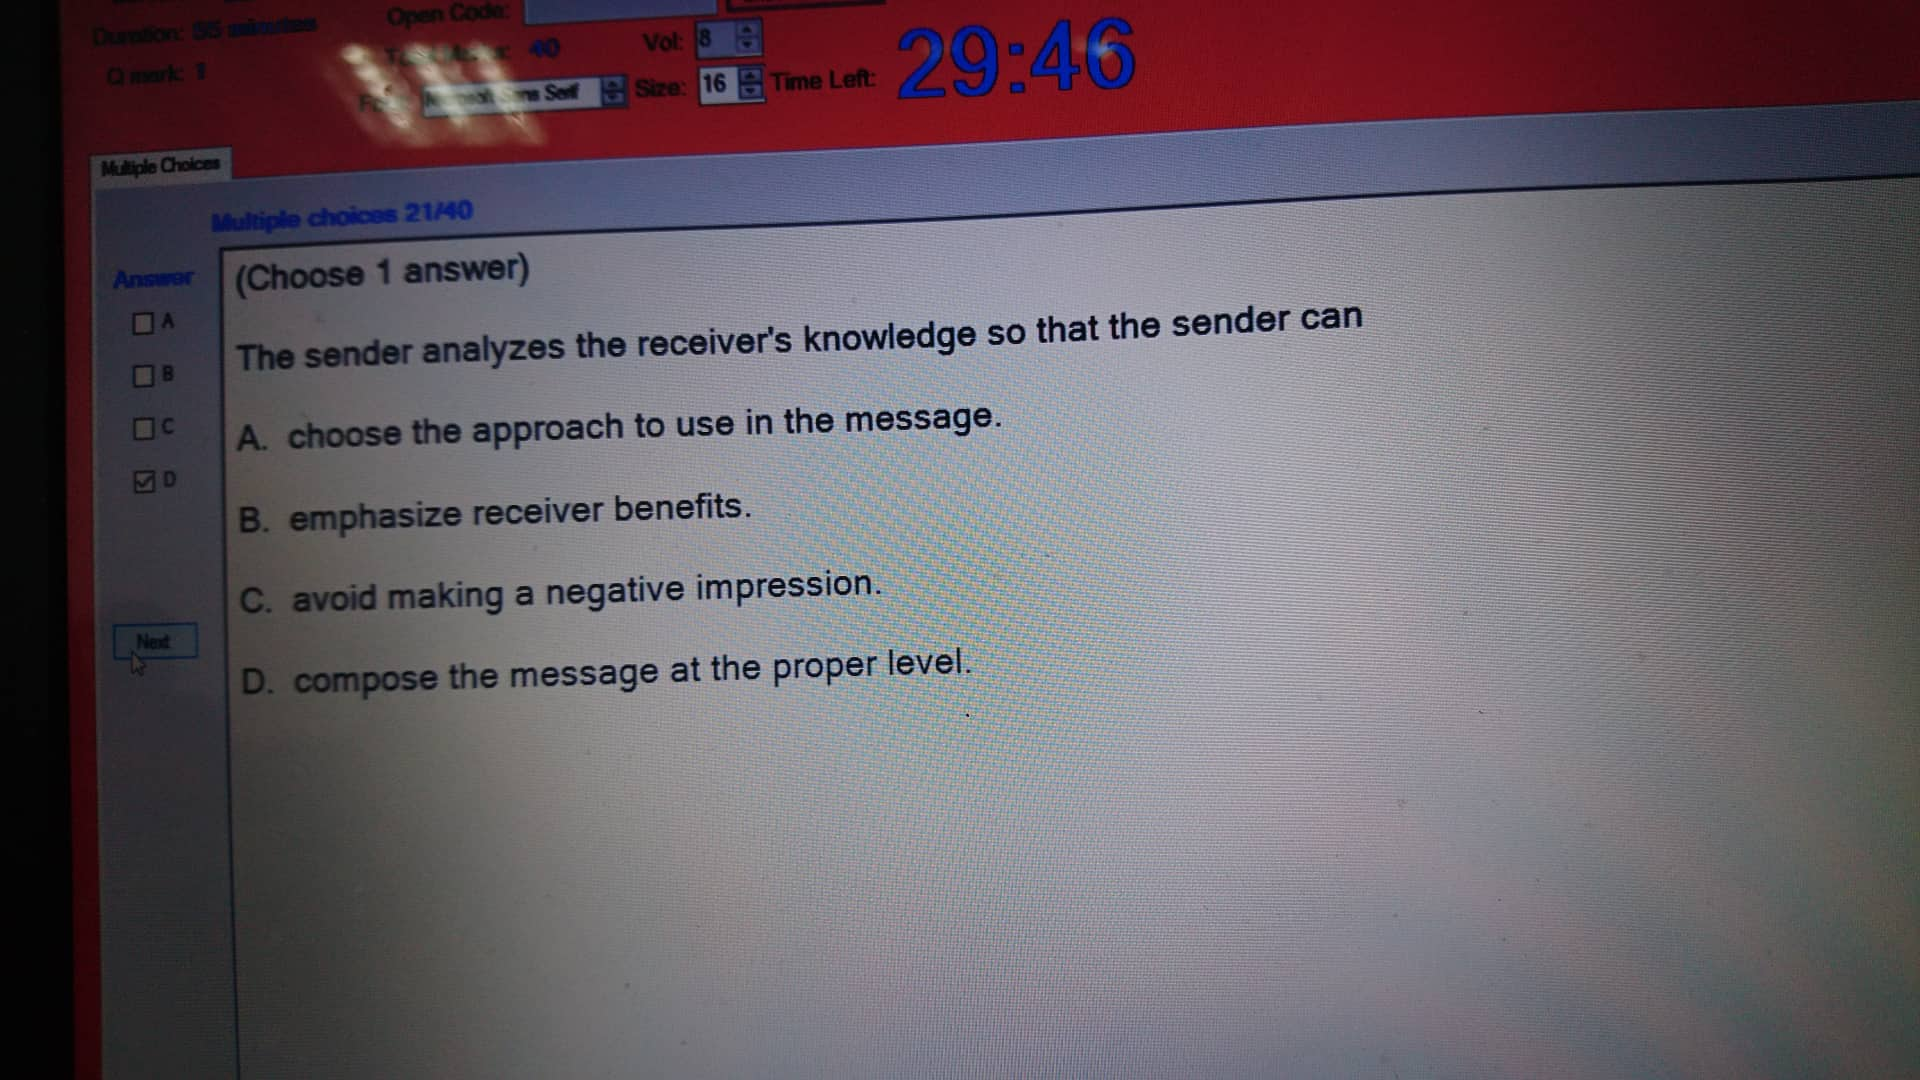 Duration: 55 minutes
Open Code:
Q mark: 1
40
Vol: 8
Sans Serif
Size: 16
Time Left: 29:46
Multiple Choices
Multiple choices 21/40
Answer
(Choose 1 answer)
A
The sender analyzes the receiver's knowledge so that the sender can
B
C
A. choose the approach to use in the message.
D
B. emphasize receiver benefits.
C. avoid making a negative impression.
Next
D. compose the message at the proper level.